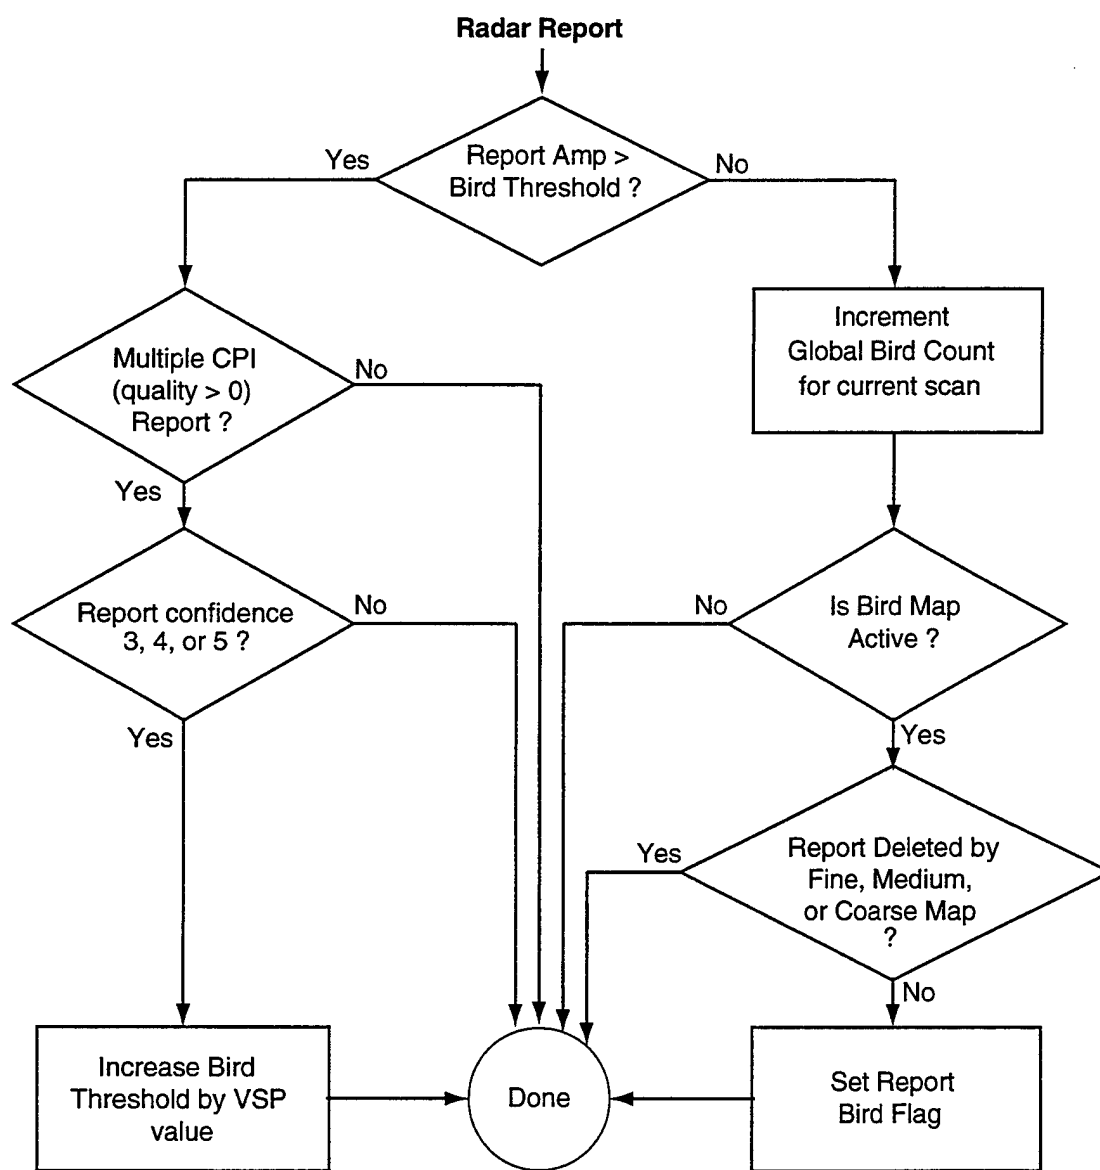 Radar Report
Report Amp >
Bird Threshold ?
Yes
No
Multiple CPI
(quality > 0)
Report ?
No
Yes
Increment
Global Bird Count
for current scan
Report confidence
3, 4, or 5 ?
No
Yes
Is Bird Map
Active ?
No
Yes
Report Deleted by
Fine, Medium,
or Coarse Map
?
Yes
No
Increase Bird
Threshold by VSP
value
Done
Set Report
Bird Flag